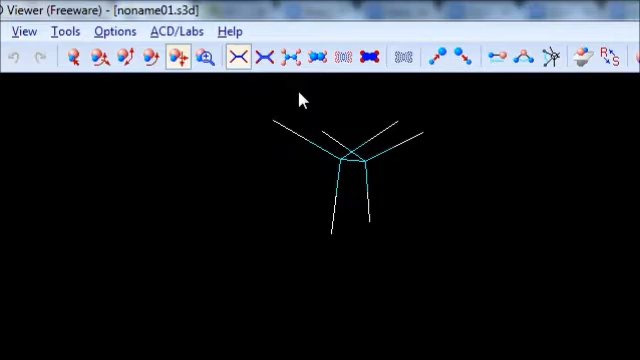 Viewer (Freeware) - [noname01.s3d]
View Tools Options ACD/Labs Help
R S